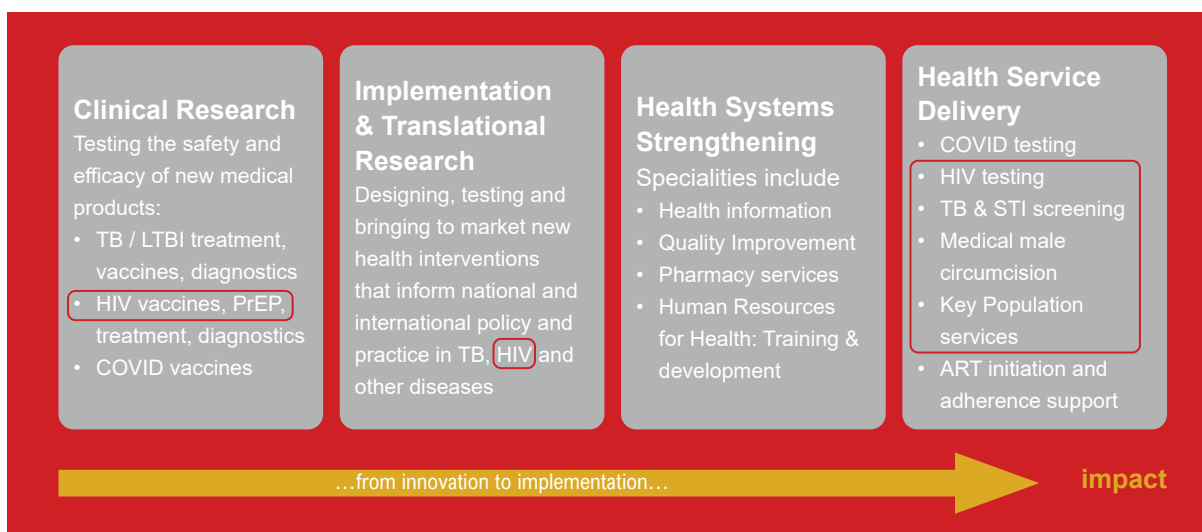 Clinical Research
Testing the safety and
efficacy of new medical
products:
• TB / LTBI treatment,
vaccines, diagnostics
• HIV vaccines, PrEP,
treatment, diagnostics
• COVID vaccines
Implementation
& Translational
Research
Designing, testing and
bringing to market new
health interventions
that inform national and
international policy and
practice in TB, HIV and
other diseases
Health Systems
Strengthening
Specialities include
• Health information
• Quality Improvement
• Pharmacy services
• Human Resources
for Health: Training &
development
Health Service
Delivery
• COVID testing
• HIV testing
• TB & STI screening
• Medical male
circumcision
• Key Population
services
• ART initiation and
adherence support
…from innovation to implementation…
impact